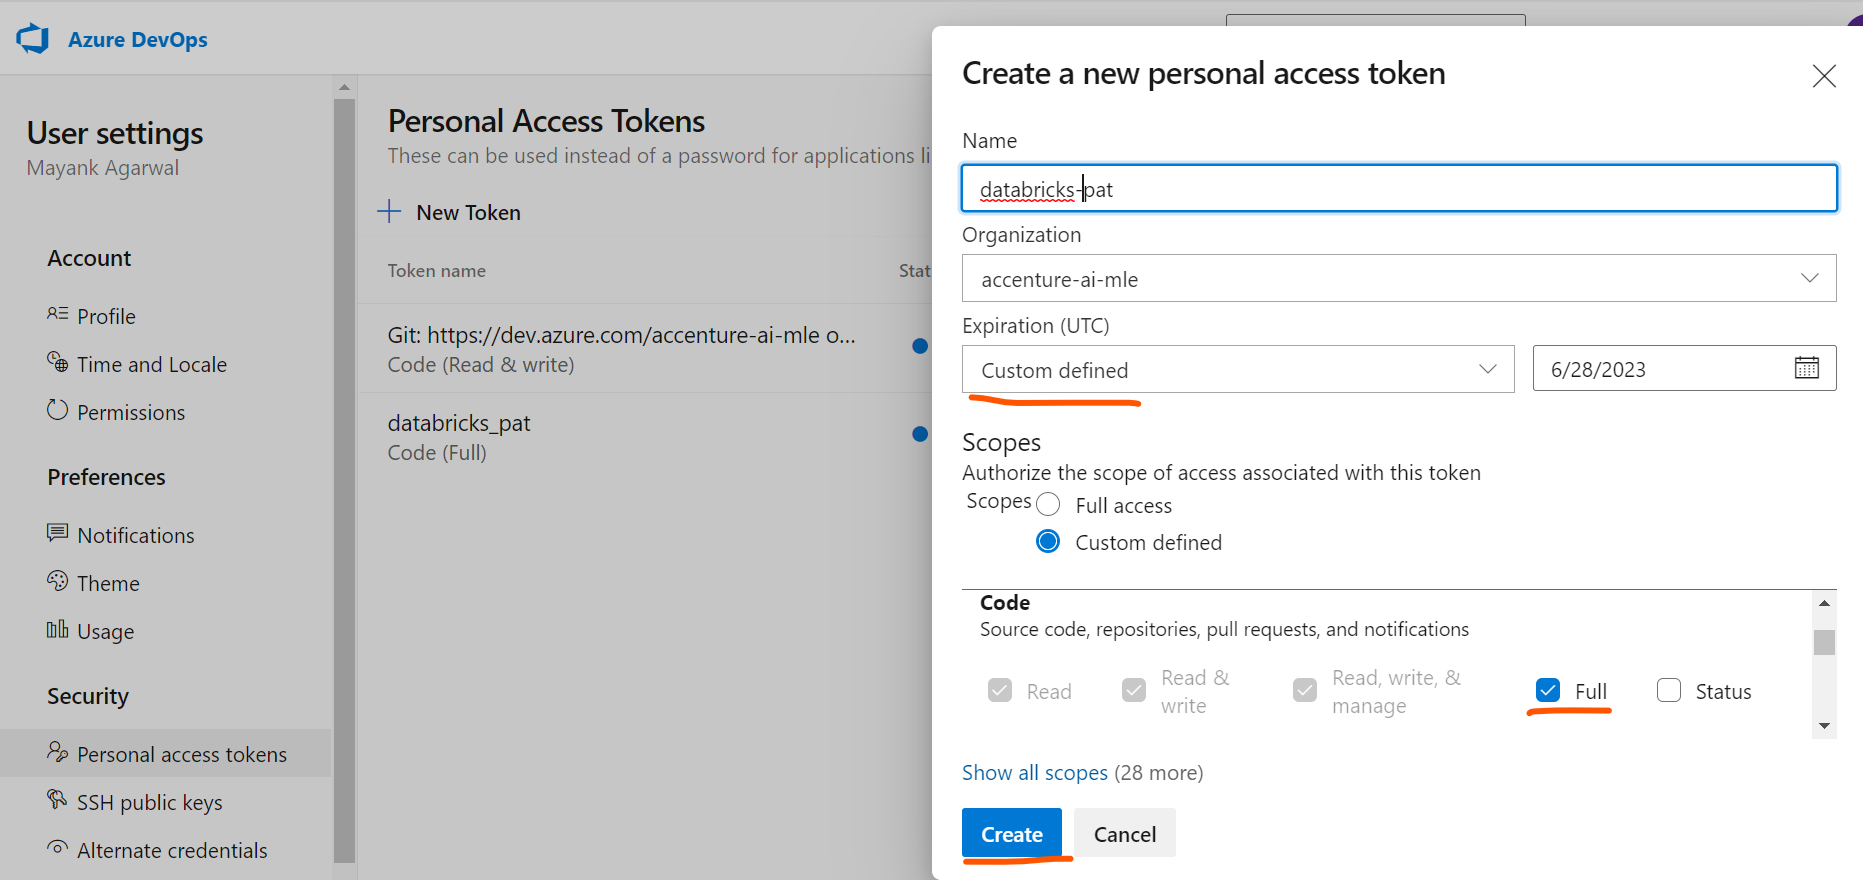 Azure DevOps
User settings
Mayank Agarwal
Account
Profile
Time and Locale
Permissions
Preferences
Notifications
Theme
Usage
Security
Personal access tokens
SSH public keys
Alternate credentials
Personal Access Tokens
These can be used instead of a password for applications li
New Token
Token name Stat
Git: https://dev.azure.com/accenture-ai-mle o...
Code (Read & write)
databricks_pat
Code (Full)
Create a new personal access token
Name
databricks-pat
Organization
accenture-ai-mle
Expiration (UTC)
Custom defined 6/28/2023
Scopes
Authorize the scope of access associated with this token
Scopes Full access
Custom defined
Code
Source code, repositories, pull requests, and notifications
Read Read & write Read, write, & manage Full Status
Show all scopes (28 more)
Create Cancel